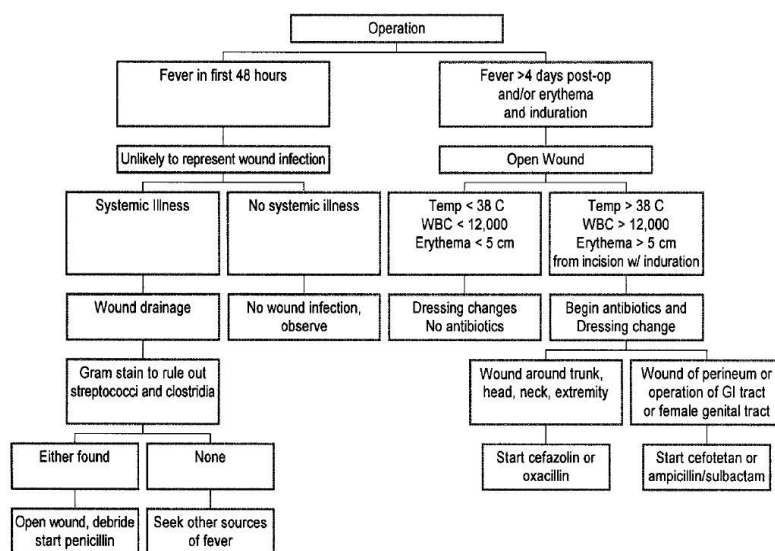 Operation
Fever in first 48 hours
Fever >4 days post-op
and/or erythema
and induration
Unlikely to represent wound infection
Open Wound
Systemic Illness
No systemic illness
Temp < 38 C
WBC < 12,000
Erythema < 5 cm
Temp > 38 C
WBC > 12,000
Erythema > 5 cm
from incision w/ induration
Wound drainage
No wound infection,
observe
Dressing changes
No antibiotics
Begin antibiotics and
Dressing change
Gram stain to rule out
streptococci and clostridia
Wound around trunk,
head, neck, extremity
Wound of perineum or
operation of GI tract
or female genital tract
Either found
None
Start cefazolin or
oxacillin
Start cefotetan or
ampicillin/sulbactam
Open wound, debride
start penicillin
Seek other sources
of fever